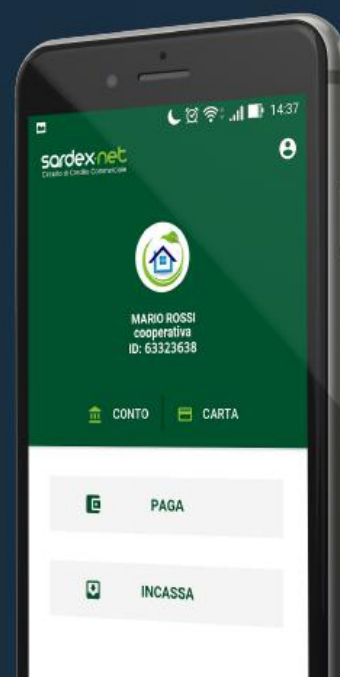 14:37
sardex.net
Circuito di Credito Commerciale
MARIO ROSSI
cooperativa
ID: 63323638
CONTO
CARTA
PAGA
INCASSA